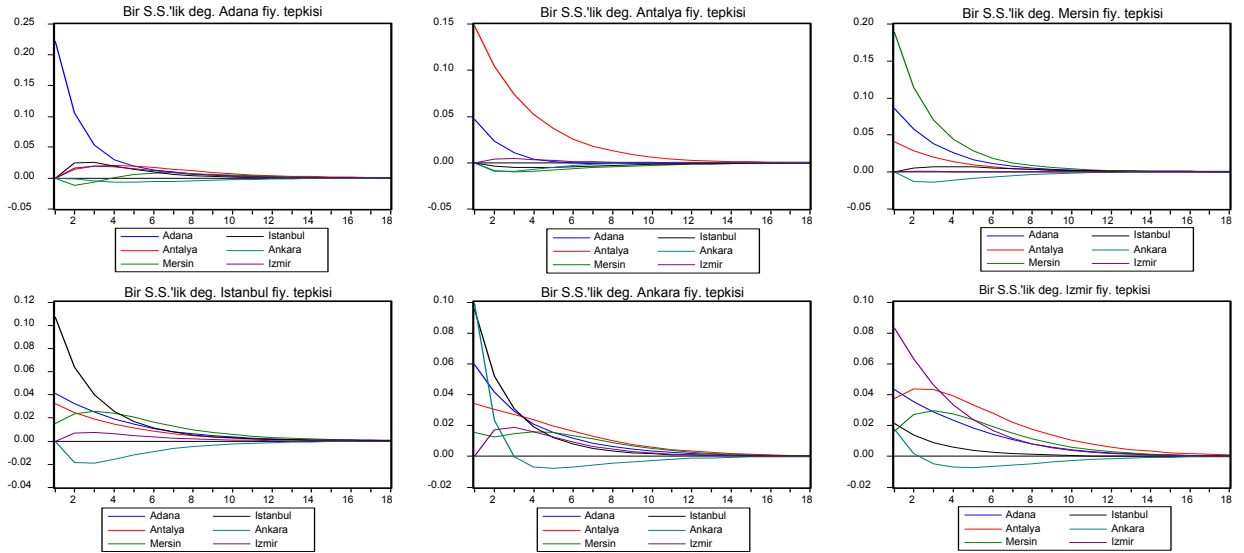 Bir S.S.'lik deg. Adana fiy. tepkisi
0.25
0.20
0.15
0.10
0.05
0.00
-0.05
2 4 6 8 10 12 14 16 18
Adana Istanbul
Antalya Ankara
Mersin Izmir
Bir S.S.'lik deg. Antalya fiy. tepkisi
0.15
0.10
0.05
0.00
-0.05
2 4 6 8 10 12 14 16 18
Adana Istanbul
Antalya Ankara
Mersin Izmir
Bir S.S.'lik deg. Mersin fiy. tepkisi
0.20
0.15
0.10
0.05
0.00
-0.05
2 4 6 8 10 12 14 16 18
Adana Istanbul
Antalya Ankara
Mersin Izmir
Bir S.S.'lik deg. Istanbul fiy. tepkisi
0.12
0.10
0.08
0.06
0.04
0.02
0.00
-0.02
-0.04
2 4 6 8 10 12 14 16 18
Adana Istanbul
Antalya Ankara
Mersin Izmir
Bir S.S.'lik deg. Ankara fiy. tepkisi
0.10
0.08
0.06
0.04
0.02
0.00
-0.02
2 4 6 8 10 12 14 16 18
Adana Istanbul
Antalya Ankara
Mersin Izmir
Bir S.S.'lik deg. Izmir fiy. tepkisi
0.10
0.08
0.06
0.04
0.02
0.00
-0.02
2 4 6 8 10 12 14 16 18
Adana Istanbul
Antalya Ankara
Mersin Izmir